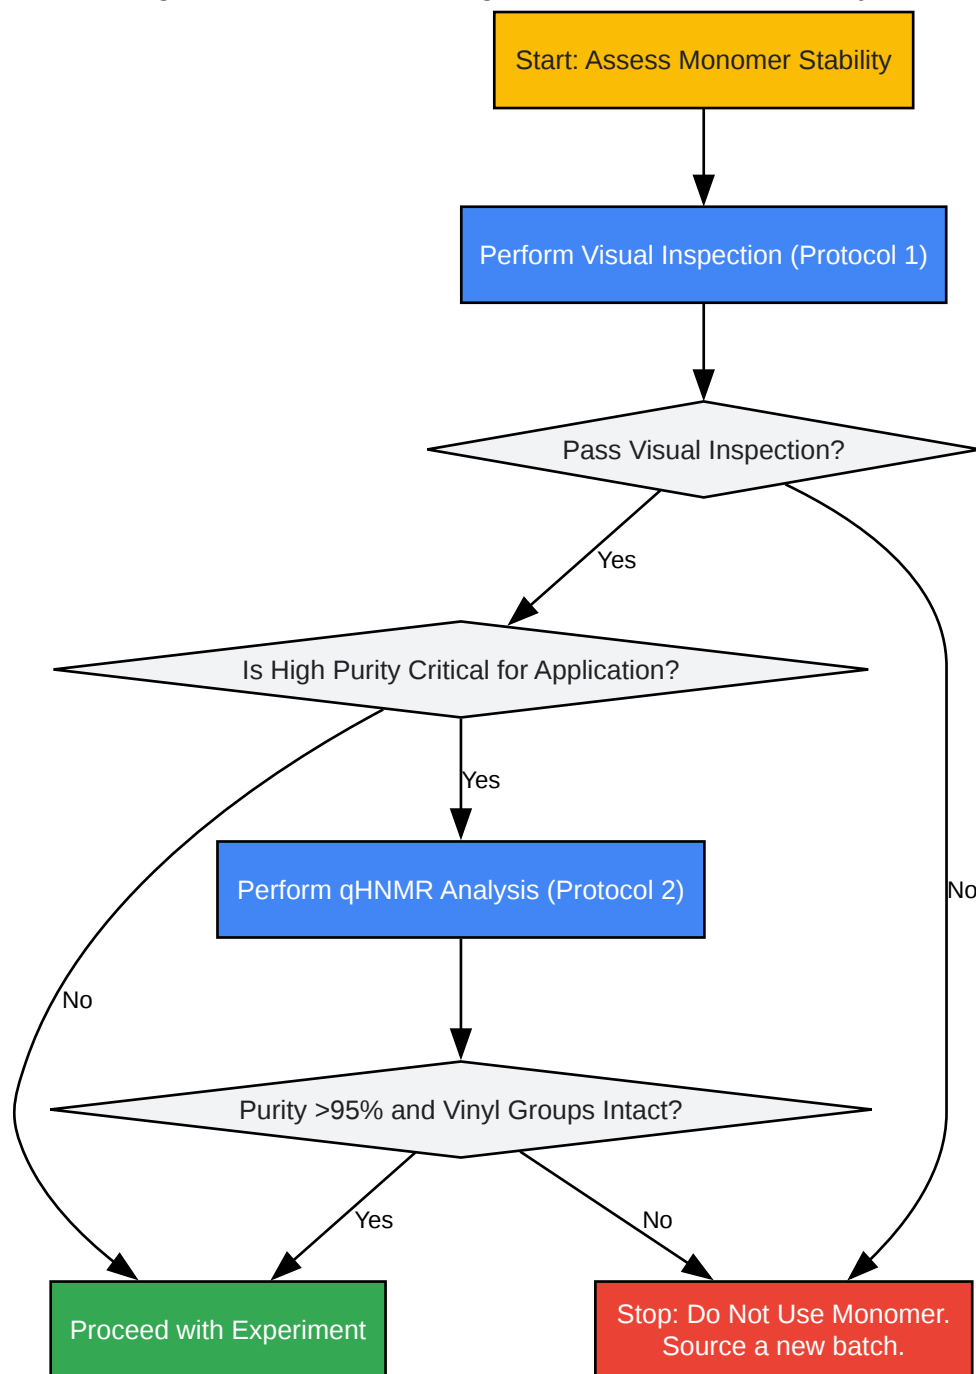 Start: Assess Monomer Stability
Perform Visual Inspection (Protocol 1)
Pass Visual Inspection?
Yes
Is High Purity Critical for Application?
Yes
Perform qHNMR Analysis (Protocol 2)
No
No
Purity >95% and Vinyl Groups Intact?
Yes
No
Proceed with Experiment
Stop: Do Not Use Monomer.
Source a new batch.